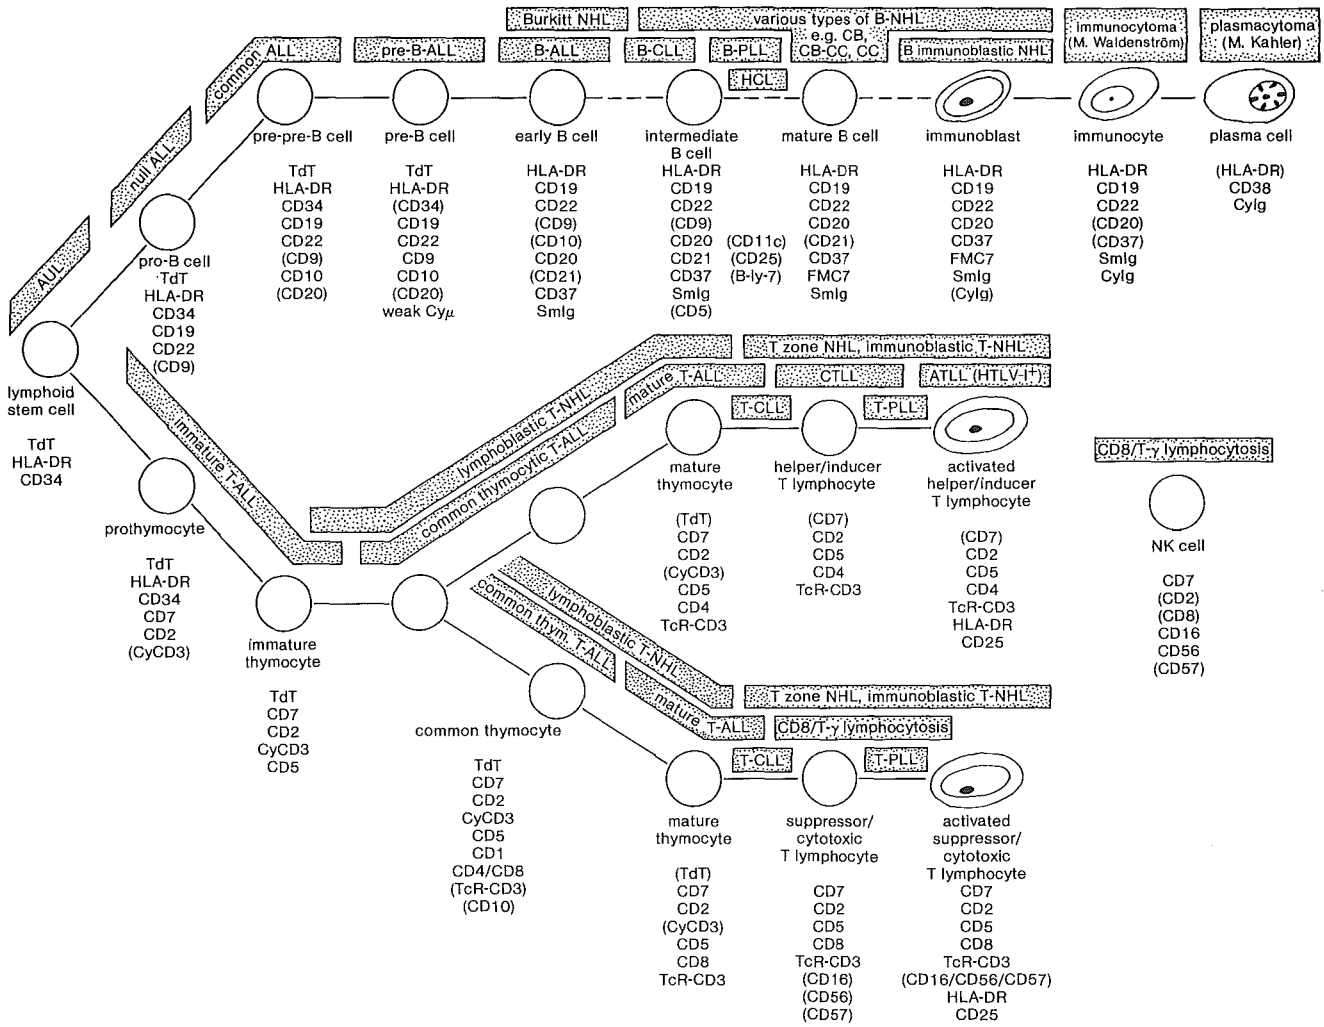 Burkitt NHL
various types of B-NHL
e.g. CB,
CB-CC, CC
immunocytoma
(M. Waldenström)
plasmacytoma
(M. Kahler)
common ALL
pre-B-ALL
B-ALL
B-CLL
B-PLL
HCL
B immunoblastic NHL
null ALL
AUL
pre-pre-B cell
TdT
HLA-DR
CD34
CD19
CD22
(CD9)
CD10
(CD20)
pre-B cell
TdT
HLA-DR
(CD34)
CD19
CD22
CD9
CD10
(CD20)
weak Cyμ
early B cell
HLA-DR
CD19
CD22
(CD9)
(CD10)
CD20
(CD21)
CD37
SmIg
intermediate
B cell
HLA-DR
CD19
CD22
(CD9)
CD20
CD21
CD37
SmIg
(CD5)
(CD11c)
(CD25)
(B-ly-7)
mature B cell
HLA-DR
CD19
CD22
CD20
(CD21)
CD37
FMC7
SmIg
immunoblast
HLA-DR
CD19
CD22
CD20
CD37
FMC7
SmIg
(CyIg)
immunocyte
HLA-DR
CD19
CD22
(CD20)
(CD37)
SmIg
CyIg
plasma cell
(HLA-DR)
CD38
CyIg
pro-B cell
TdT
HLA-DR
CD34
CD19
CD22
(CD9)
lymphoid
stem cell
TdT
HLA-DR
CD34
immature T-ALL
lymphoblastic T-NHL
common thymocytic T-ALL
mature T-ALL
T zone NHL, immunoblastic T-NHL
CTLL
ATLL (HTLV-I⁺)
T-CLL
T-PLL
prothymocyte
TdT
HLA-DR
CD34
CD7
CD2
(CyCD3)
immature
thymocyte
TdT
CD7
CD2
CyCD3
CD5
mature
thymocyte
(TdT)
CD7
CD2
(CyCD3)
CD5
CD4
TcR-CD3
helper/inducer
T lymphocyte
(CD7)
CD2
CD5
CD4
TcR-CD3
activated
helper/inducer
T lymphocyte
(CD7)
CD2
CD5
CD4
TcR-CD3
HLA-DR
CD25
CD8/T-γ lymphocytosis
NK cell
CD7
(CD2)
(CD8)
CD16
CD56
(CD57)
lymphoblastic T-NHL
common thym. T-ALL
mature T-ALL
T zone NHL, immunoblastic T-NHL
CD8/T-γ lymphocytosis
T-CLL
T-PLL
common thymocyte
TdT
CD7
CD2
CyCD3
CD5
CD1
CD4/CD8
(TcR-CD3)
(CD10)
mature
thymocyte
(TdT)
CD7
CD2
(CyCD3)
CD5
CD8
TcR-CD3
suppressor/
cytotoxic
T lymphocyte
CD7
CD2
CD5
CD8
TcR-CD3
(CD16)
(CD56)
(CD57)
activated
suppressor/
cytotoxic
T lymphocyte
CD7
CD2
CD5
CD8
TcR-CD3
(CD16/CD56/CD57)
HLA-DR
CD25